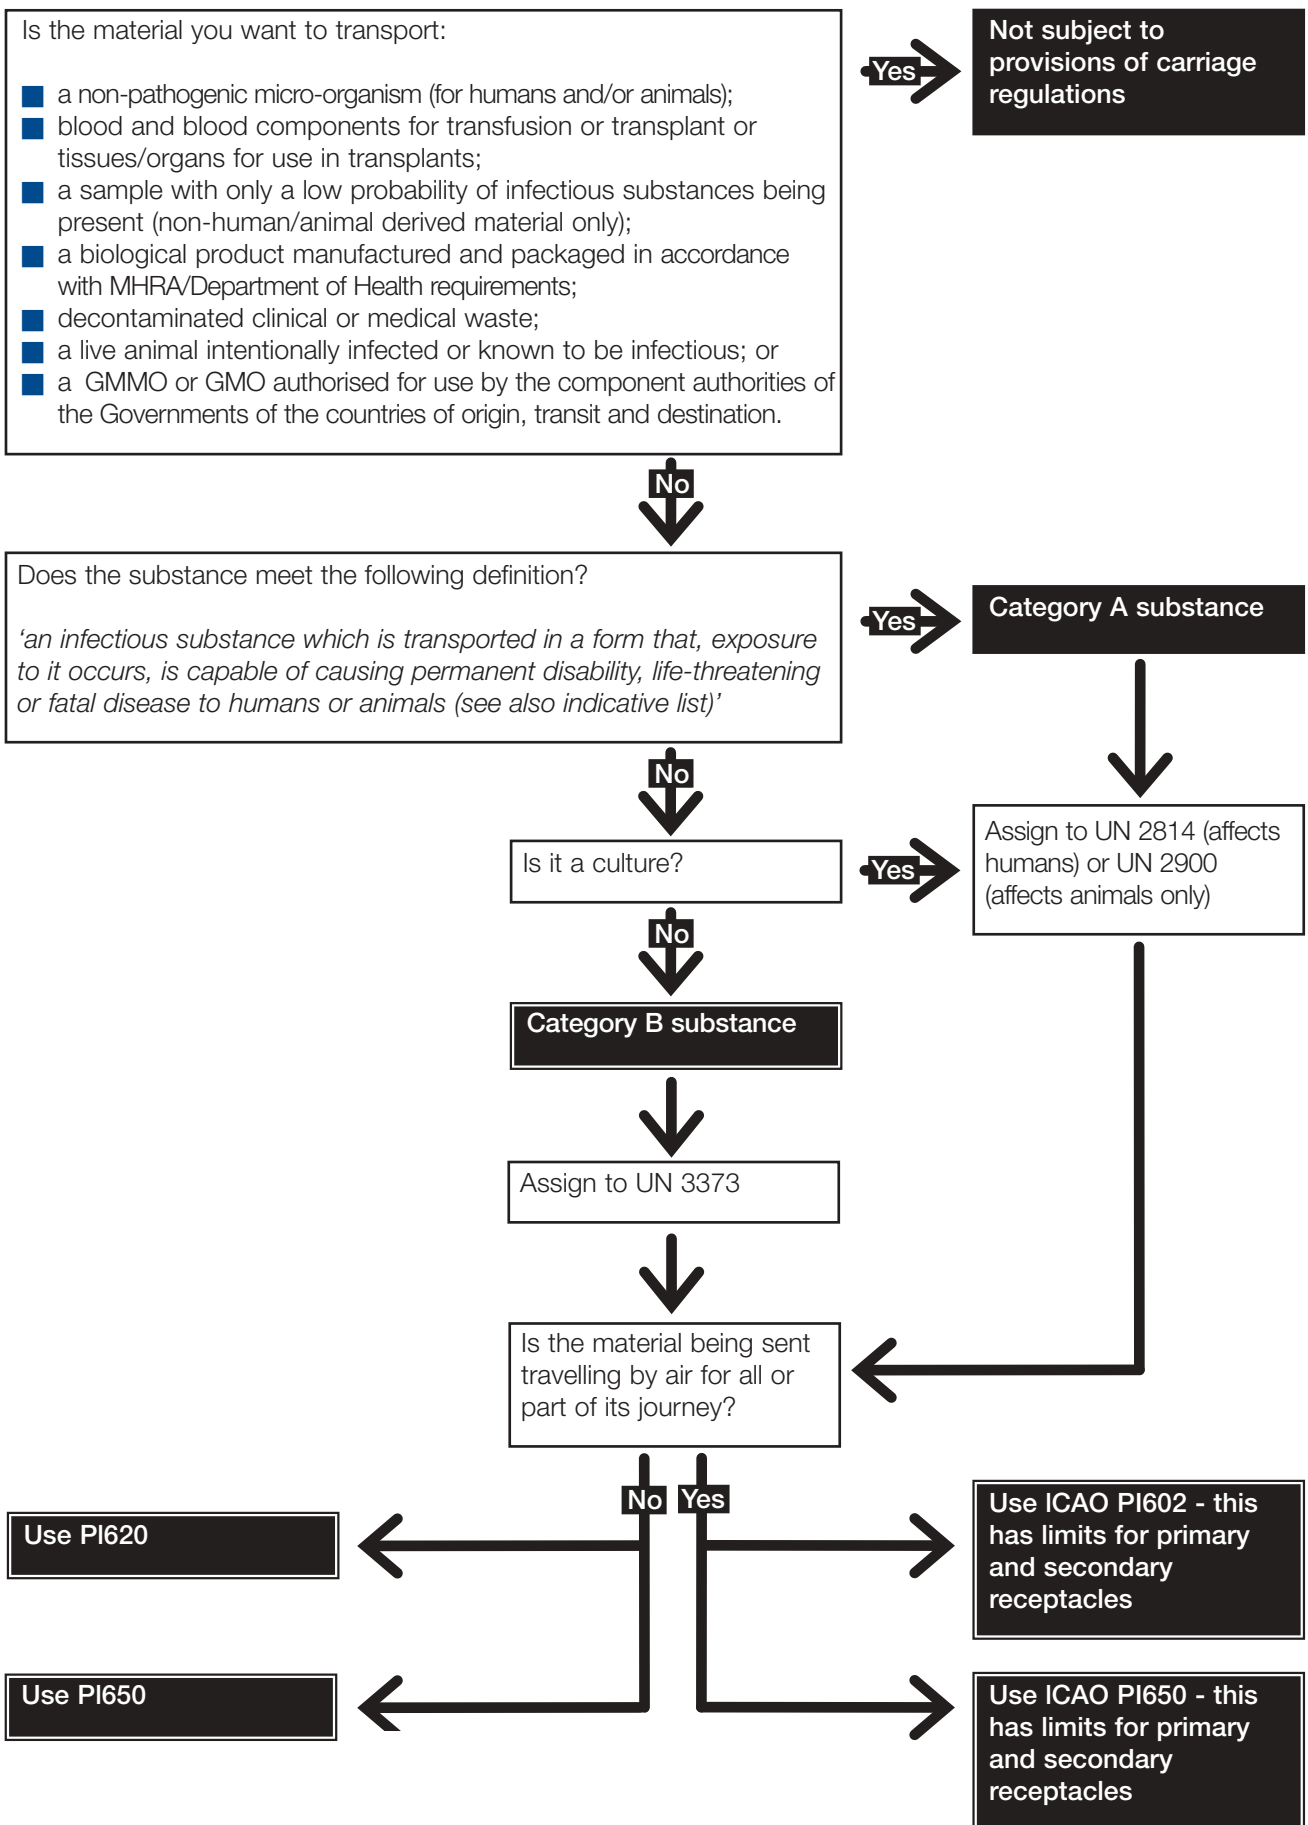 Is the material you want to transport:
a non-pathogenic micro-organism (for humans and/or animals);
blood and blood components for transfusion or transplant or
tissues/organs for use in transplants;
a sample with only a low probability of infectious substances being
present (non-human/animal derived material only);
a biological product manufactured and packaged in accordance
with MHRA/Department of Health requirements;
decontaminated clinical or medical waste;
a live animal intentionally infected or known to be infectious; or
a GMMO or GMO authorised for use by the component authorities of
the Governments of the countries of origin, transit and destination.
Yes
Not subject to
provisions of carriage
regulations
No
Does the substance meet the following definition?
‘an infectious substance which is transported in a form that, exposure
to it occurs, is capable of causing permanent disability, life-threatening
or fatal disease to humans or animals (see also indicative list)’
Yes
Category A substance
No
Is it a culture?
Yes
Assign to UN 2814 (affects
humans) or UN 2900
(affects animals only)
No
Category B substance
Assign to UN 3373
Is the material being sent
travelling by air for all or
part of its journey?
No
Yes
Use PI620
Use ICAO PI602 - this
has limits for primary
and secondary
receptacles
Use PI650
Use ICAO PI650 - this
has limits for primary
and secondary
receptacles